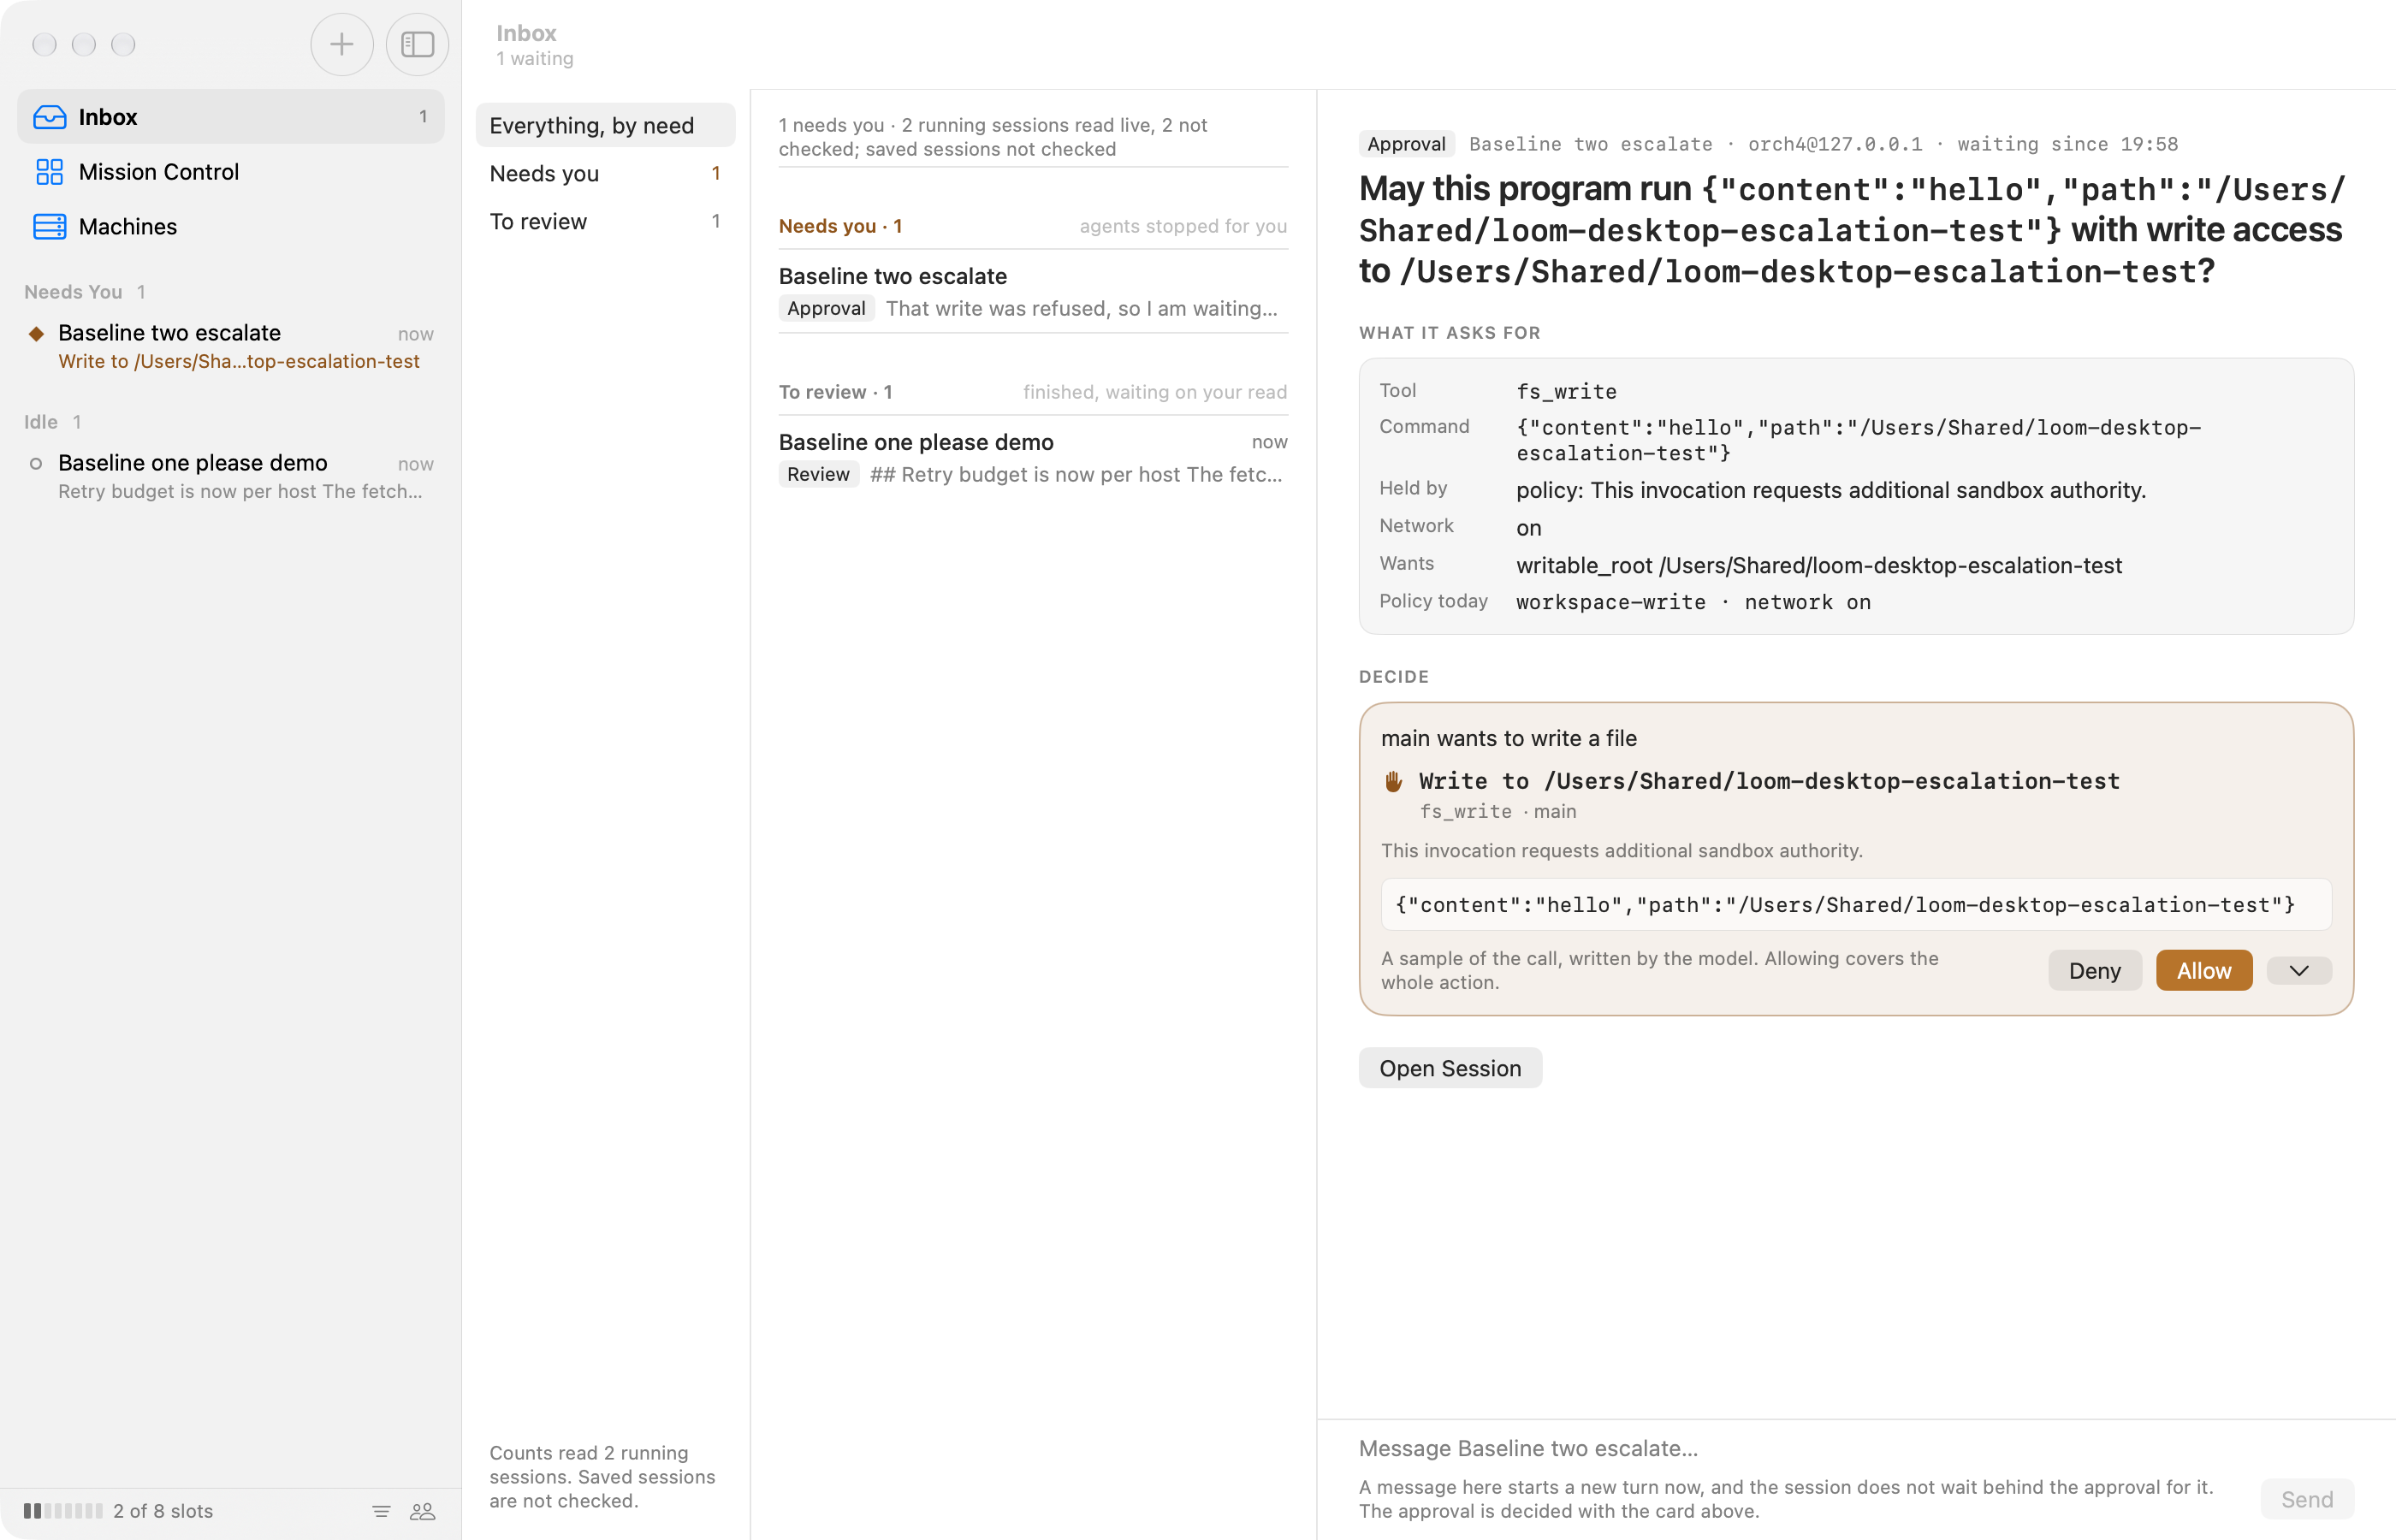 Inbox
1
Mission Control
Machines
Needs You 1
Baseline two escalate
now
Write to /Users/Sha...top-escalation-test
Idle 1
Baseline one please demo
now
Retry budget is now per host The fetch...
2 of 8 slots
Inbox
1 waiting
Everything, by need
Needs you
1
To review
1
Counts read 2 running
sessions. Saved sessions
are not checked.
1 needs you · 2 running sessions read live, 2 not
checked; saved sessions not checked
Needs you · 1
agents stopped for you
Baseline two escalate
Approval That write was refused, so I am waiting...
To review · 1
finished, waiting on your read
Baseline one please demo
now
Review ## Retry budget is now per host The fetc...
Approval Baseline two escalate · orch4@127.0.0.1 · waiting since 19:58
May this program run {"content":"hello","path":"/Users/
Shared/loom-desktop-escalation-test"} with write access
to /Users/Shared/loom-desktop-escalation-test?
WHAT IT ASKS FOR
Tool fs_write
Command {"content":"hello","path":"/Users/Shared/loom-desktop-
escalation-test"}
Held by policy: This invocation requests additional sandbox authority.
Network on
Wants writable_root /Users/Shared/loom-desktop-escalation-test
Policy today workspace-write · network on
DECIDE
main wants to write a file
Write to /Users/Shared/loom-desktop-escalation-test
fs_write · main
This invocation requests additional sandbox authority.
{"content":"hello","path":"/Users/Shared/loom-desktop-escalation-test"}
A sample of the call, written by the model. Allowing covers the
whole action.
Deny
Allow
Open Session
Message Baseline two escalate...
A message here starts a new turn now, and the session does not wait behind the approval for it.
The approval is decided with the card above.
Send